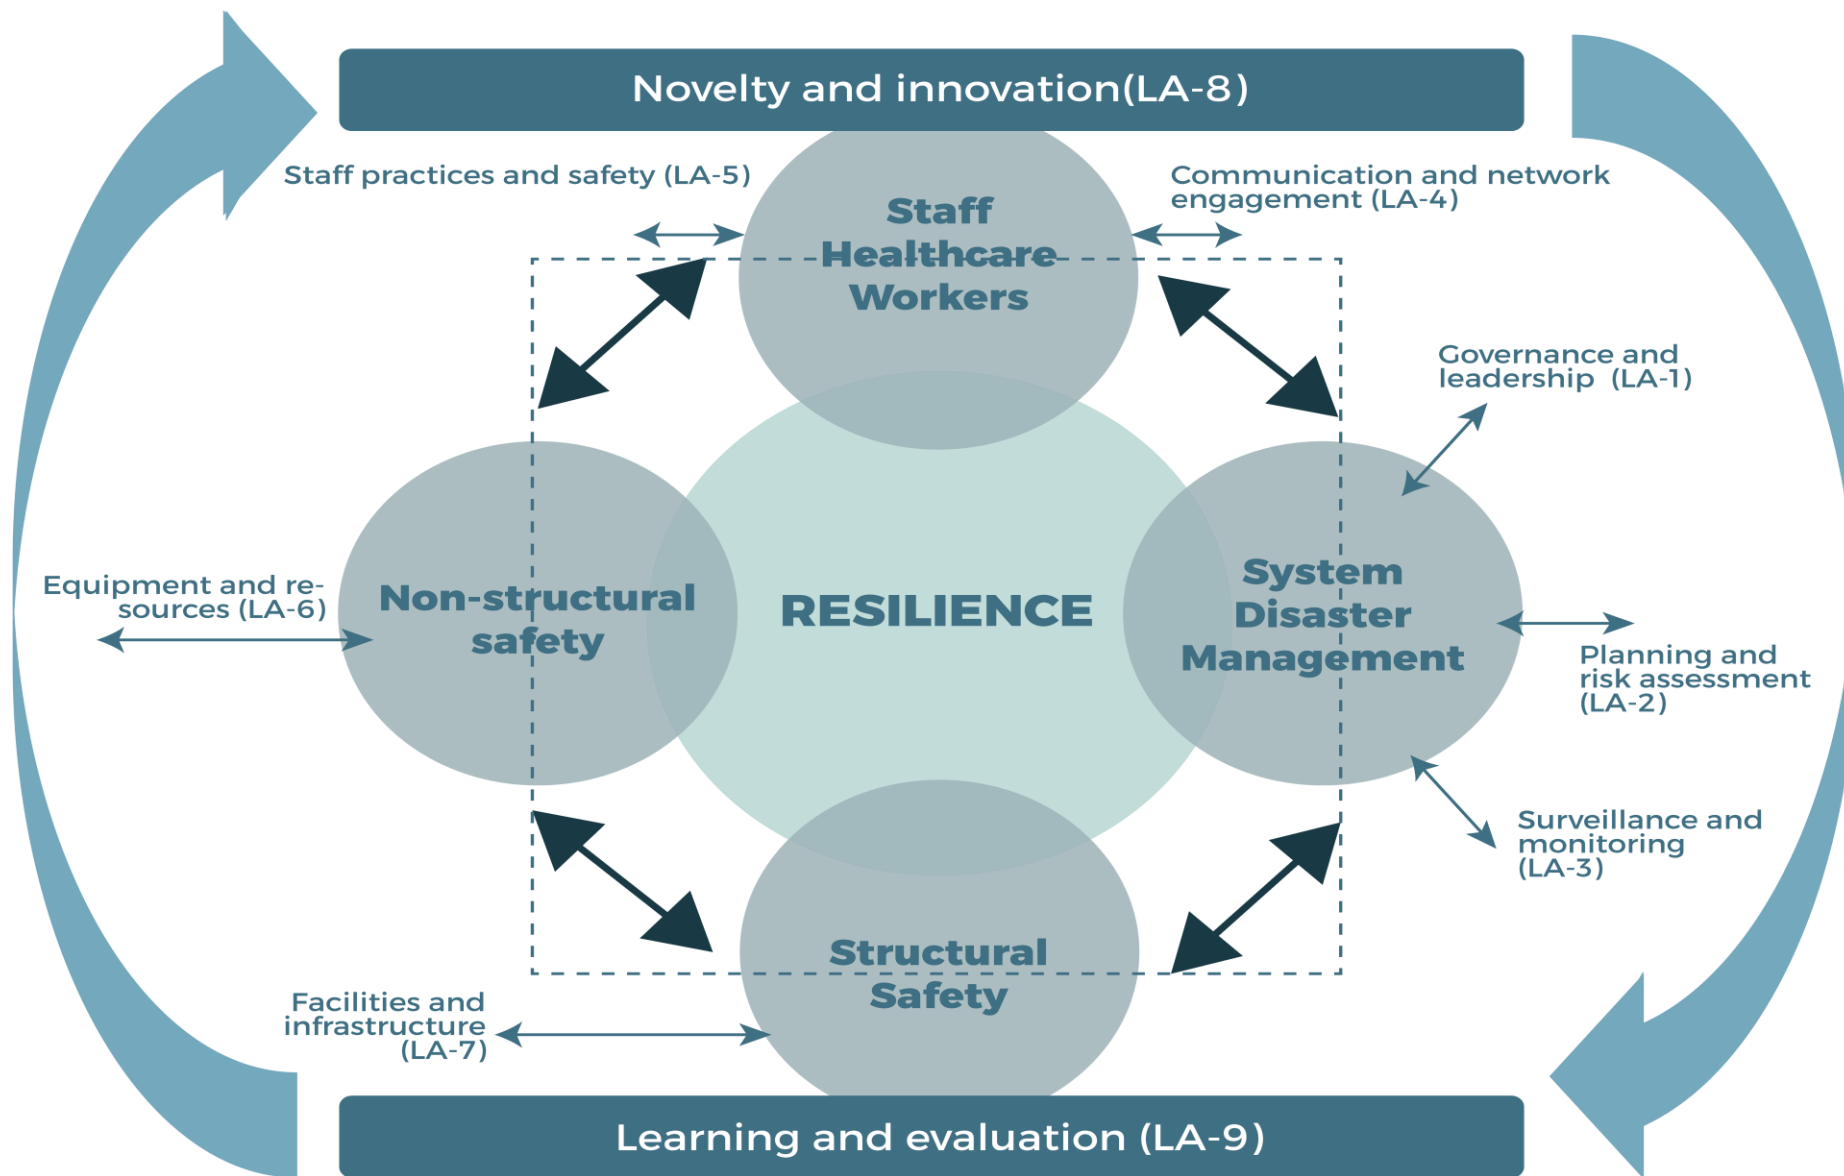 Novelty and innovation(LA-8)
Staff practices and safety (LA-5)
Communication and network
engagement (LA-4)
Staff
Healthcare
Workers
Governance and
leadership (LA-1)
Equipment and re-
sources (LA-6)
Non-structural
safety
RESILIENCE
System
Disaster
Management
Planning and
risk assessment
(LA-2)
Surveillance and
monitoring
(LA-3)
Structural
Safety
Facilities and
infrastructure
(LA-7)
Learning and evaluation (LA-9)